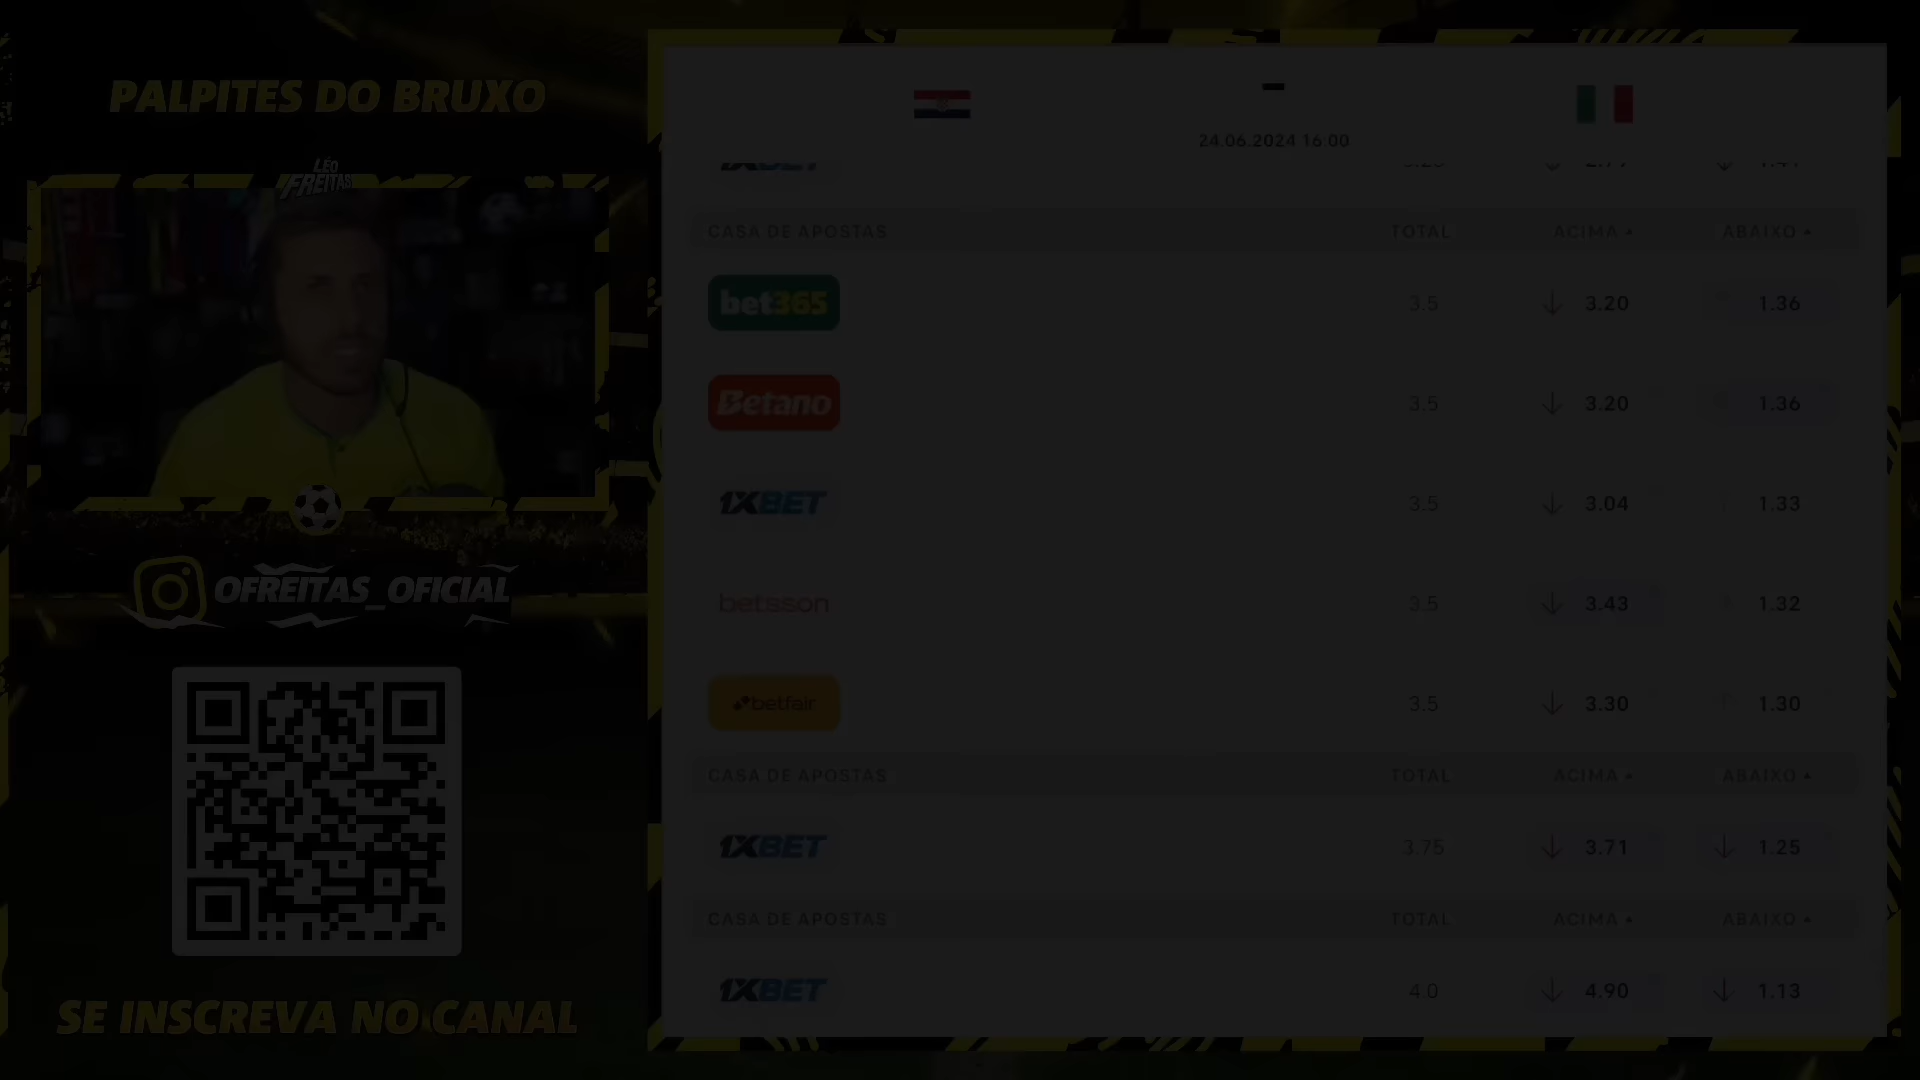 PALPITES DO BRUXO
LÉO
FREITAS
OFREITAS_OFICIAL
SE INSCREVA NO CANAL
24.06.2024 16:00
1XBET
CASA DE APOSTAS TOTAL ACIMA ABAIXO
bet365 3.5 3.20 1.36
Betano 3.5 3.20 1.36
1XBET 3.5 3.04 1.33
betsson 3.5 3.43 1.32
betfair 3.5 3.30 1.30
CASA DE APOSTAS TOTAL ACIMA ABAIXO
1XBET 3.75 3.71 1.25
CASA DE APOSTAS TOTAL ACIMA ABAIXO
1XBET 4.0 4.90 1.13